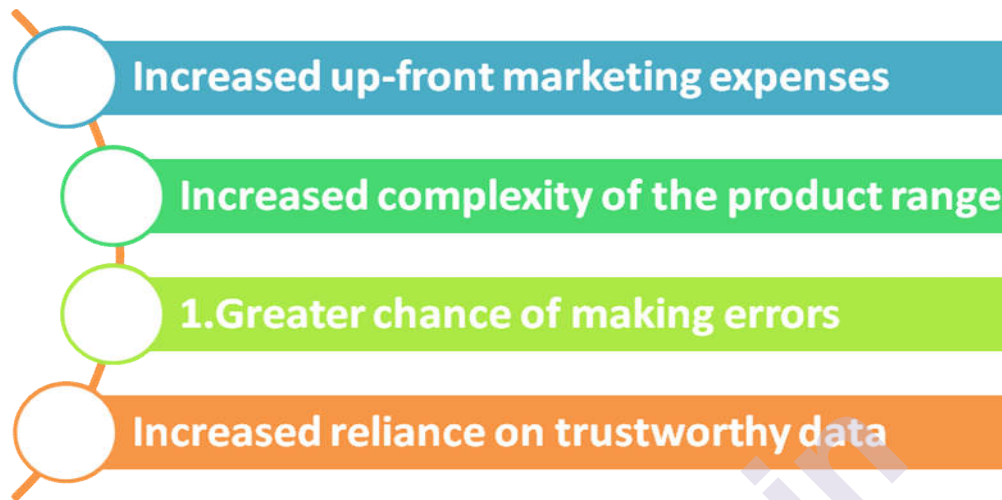 Increased up-front marketing expenses
Increased complexity of the product range
1.Greater chance of making errors
Increased reliance on trustworthy data
in